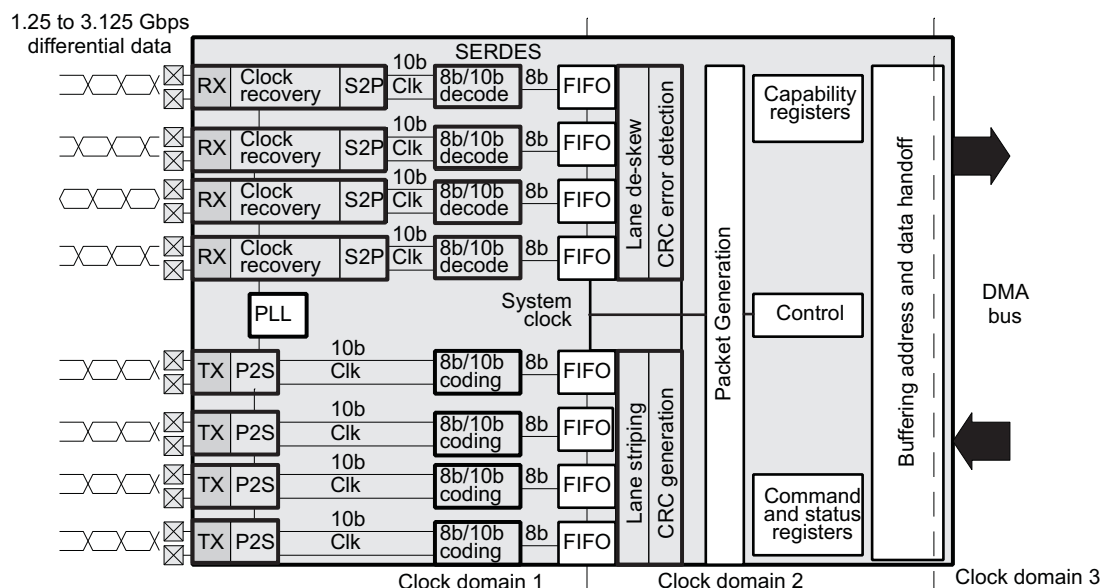 1.25 to 3.125 Gbps
differential data
SERDES
RX
Clock
recovery
S2P
10b
Clk
8b/10b
decode
8b
FIFO
RX
Clock
recovery
S2P
10b
Clk
8b/10b
decode
8b
FIFO
RX
Clock
recovery
S2P
10b
Clk
8b/10b
decode
8b
FIFO
RX
Clock
recovery
S2P
10b
Clk
8b/10b
decode
8b
FIFO
Lane de-skew
CRC error detection
PLL
System
clock
TX
P2S
10b
Clk
8b/10b
coding
8b
FIFO
TX
P2S
10b
Clk
8b/10b
coding
8b
FIFO
TX
P2S
10b
Clk
8b/10b
coding
8b
FIFO
TX
P2S
10b
Clk
8b/10b
coding
8b
FIFO
Lane striping
CRC generation
Packet Generation
Capability
registers
Control
Command
and status
registers
Buffering address and data handoff
DMA
bus
Clock domain 1
Clock domain 2
Clock domain 3